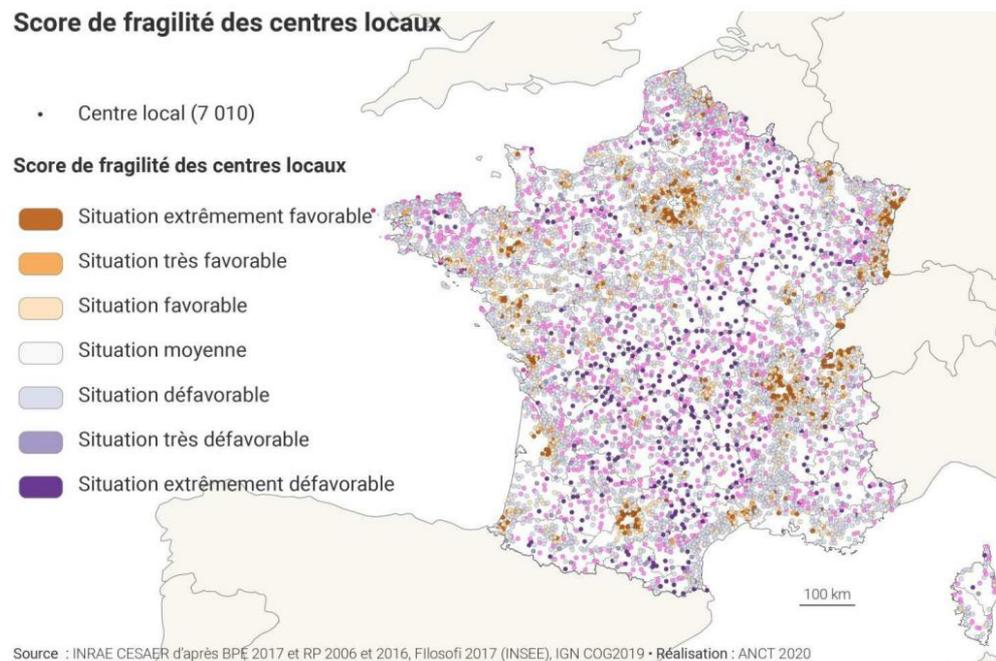 Score de fragilité des centres locaux
Centre local (7 010)
Score de fragilité des centres locaux
Situation extrêmement favorable
Situation très favorable
Situation favorable
Situation moyenne
Situation défavorable
Situation très défavorable
Situation extrêmement défavorable
100 km
Source : INRAE CESAER d'après BPE 2017 et RP 2006 et 2016, FIlosofi 2017 (INSEE), IGN COG2019 • Réalisation : ANCT 2020